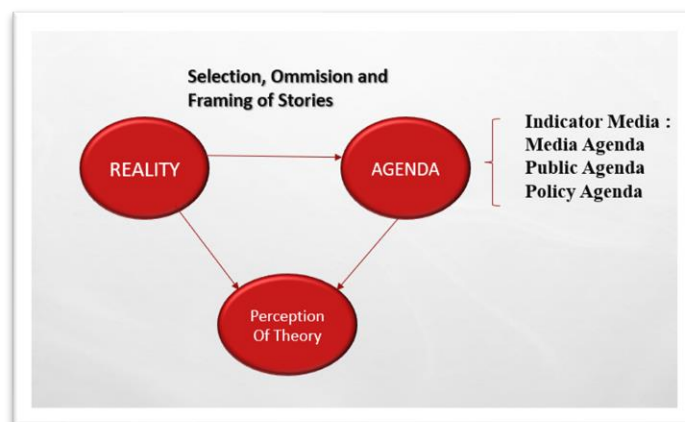 Selection, Ommision and
Framing of Stories
REALITY
AGENDA
Indicator Media :
Media Agenda
Public Agenda
Policy Agenda
Perception
Of Theory